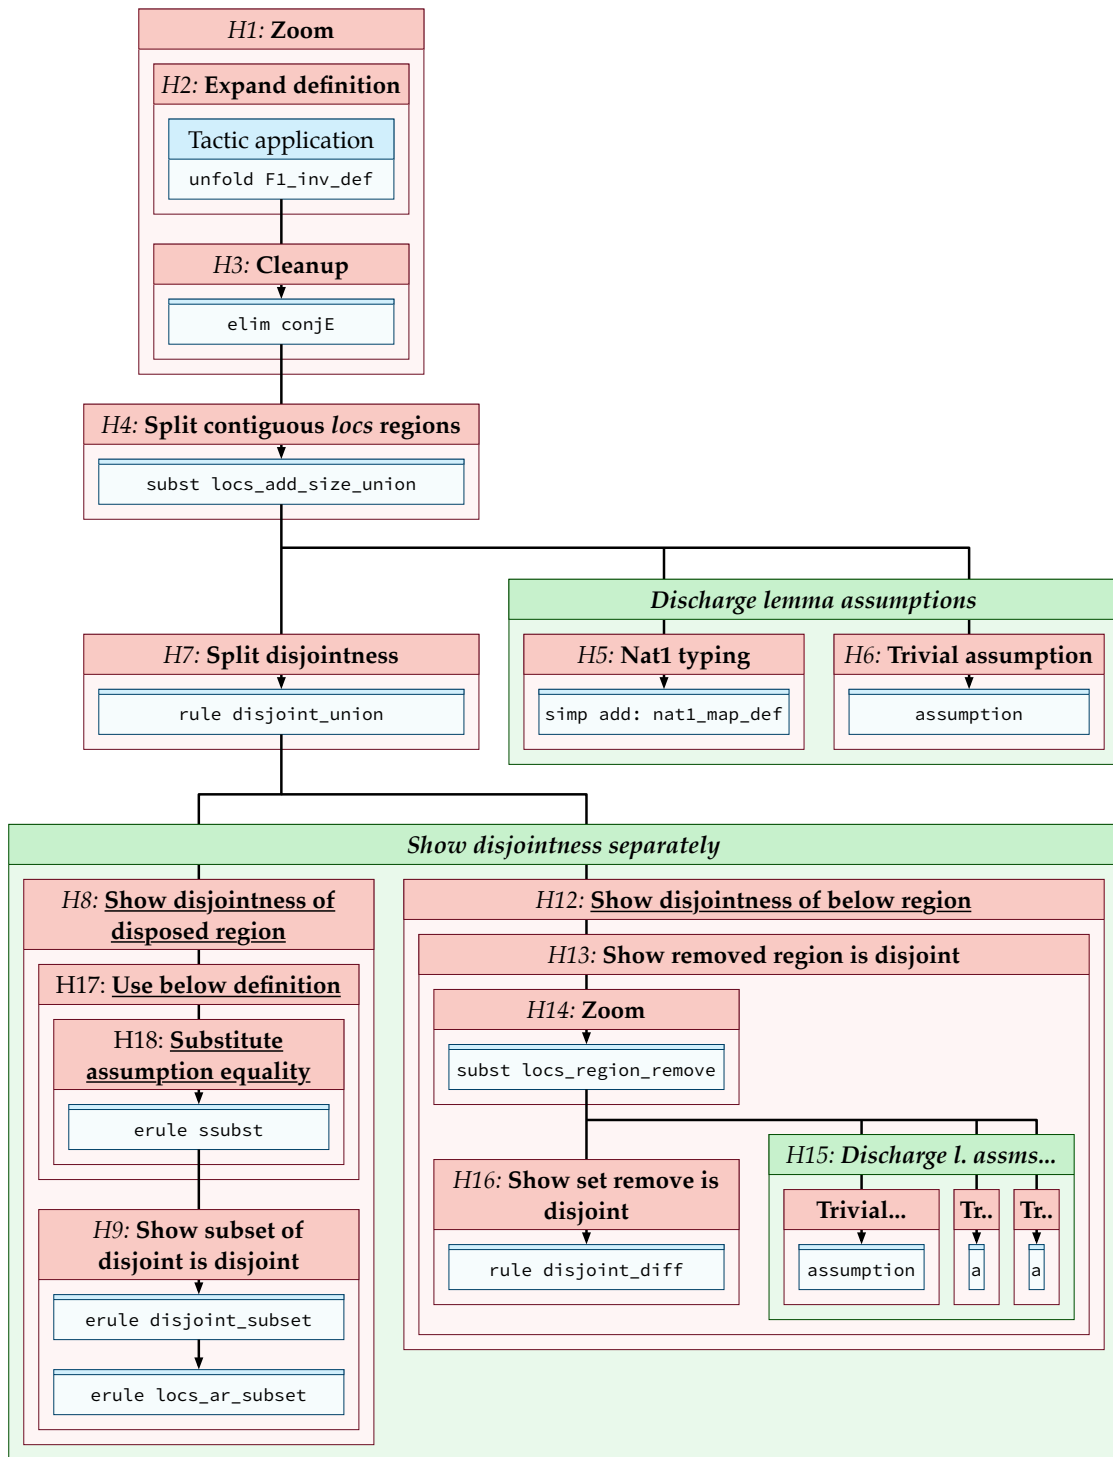 H1: Zoom
H2: Expand definition
Tactic application
unfold F1_inv_def
H3: Cleanup
elim conjE
H4: Split contiguous locs regions
subst locs_add_size_union
Discharge lemma assumptions
H7: Split disjointness
rule disjoint_union
H5: Nat1 typing
simp add: nat1_map_def
H6: Trivial assumption
assumption
Show disjointness separately
H8: Show disjointness of
disposed region
H17: Use below definition
H18: Substitute
assumption equality
erule ssubst
H9: Show subset of
disjoint is disjoint
erule disjoint_subset
erule locs_ar_subset
H12: Show disjointness of below region
H13: Show removed region is disjoint
H14: Zoom
subst locs_region_remove
H16: Show set remove is
disjoint
rule disjoint_diff
H15: Discharge l. assms...
Trivial...
assumption
Tr..
a
Tr..
a